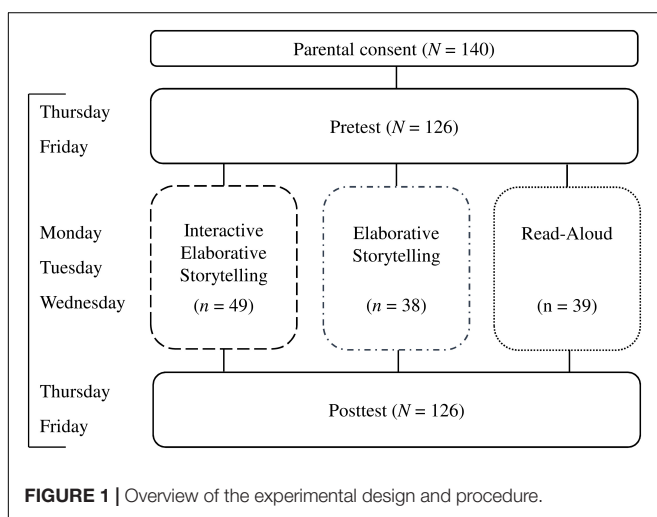 Parental consent (N = 140)
Thursday
Friday
Pretest (N = 126)
Monday
Tuesday
Wednesday
Interactive
Elaborative
Storytelling
(n = 49)
Elaborative
Storytelling
(n = 38)
Read-Aloud
(n = 39)
Thursday
Friday
Posttest (N = 126)
FIGURE 1 | Overview of the experimental design and procedure.